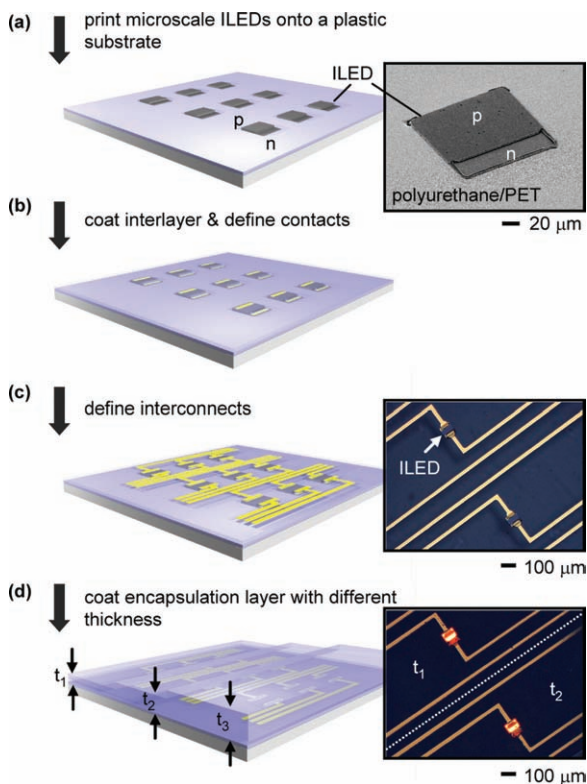 (a)
print microscale ILEDs onto a plastic
substrate
ILED
p
n
p
n
polyurethane/PET
20 μm
(b)
coat interlayer & define contacts
(c)
define interconnects
ILED
100 μm
(d)
coat encapsulation layer with different
thickness
t1
t2
t3
t1
t2
100 μm